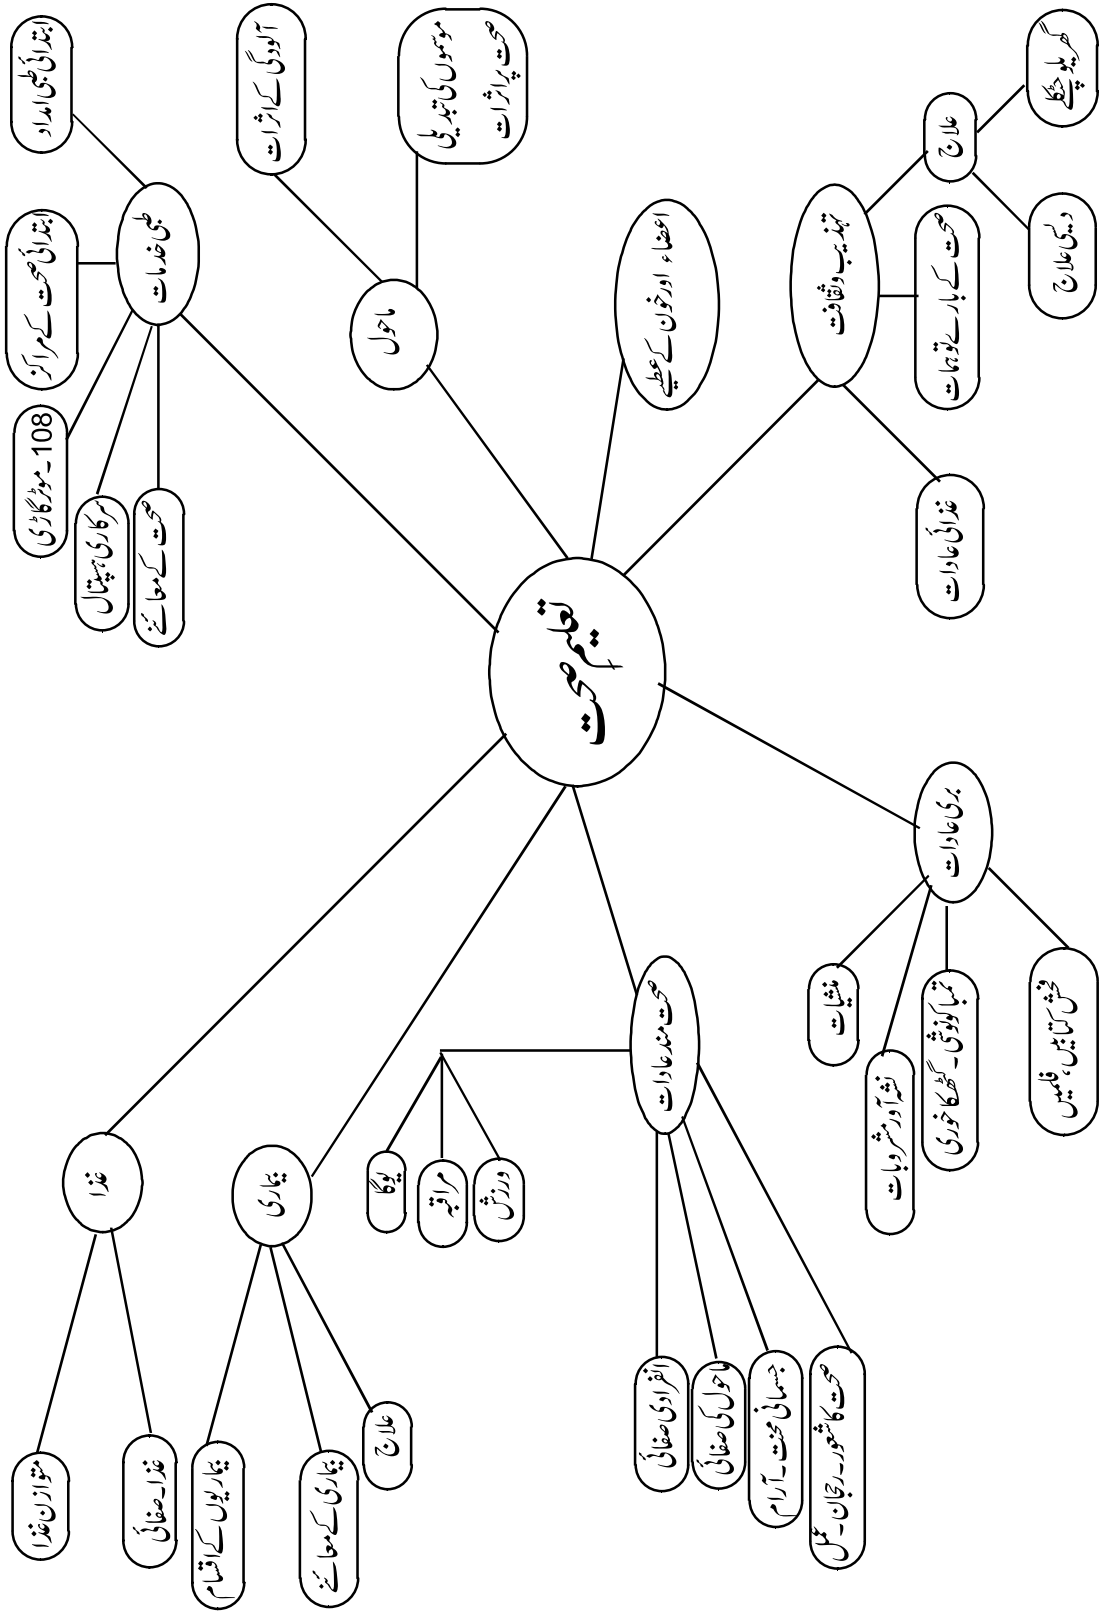 صحت
کے متعلق
طبی خدمات
ابتدائی طبی امداد
ابتدائی صحت کے مراکز
108 ۔ موٹر گاڑی
سرکاری ہسپتال
صحت کے معائنے
ماحول
آلودگی کے اثرات
موسموں کی تبدیلی
صحت پر اثرات
اعضاء اور خون کے عطیے
تہذیب و ثقافت
علاج
گھریلو چٹکلے
دیسی علاج
صحت کے بارے توہمات
غذائی عادات
بری عادات
منشیات
نشہ آور مشروبات
تمباکو نوشی ۔ گٹکھا خوری
فحش کتابیں، فلمیں
صحت مند عادات
یوگا
مراقبہ
ورزش
انفرادی صفائی
ماحول کی صفائی
جسمانی محنت ۔ آرام
صحت کا شعور ۔ رجحان ۔ عمل
بیماری
بیماریوں کے اقسام
بیماری کے معائنے
علاج
غذا
متوازن غذا
غذا ۔ صفائی